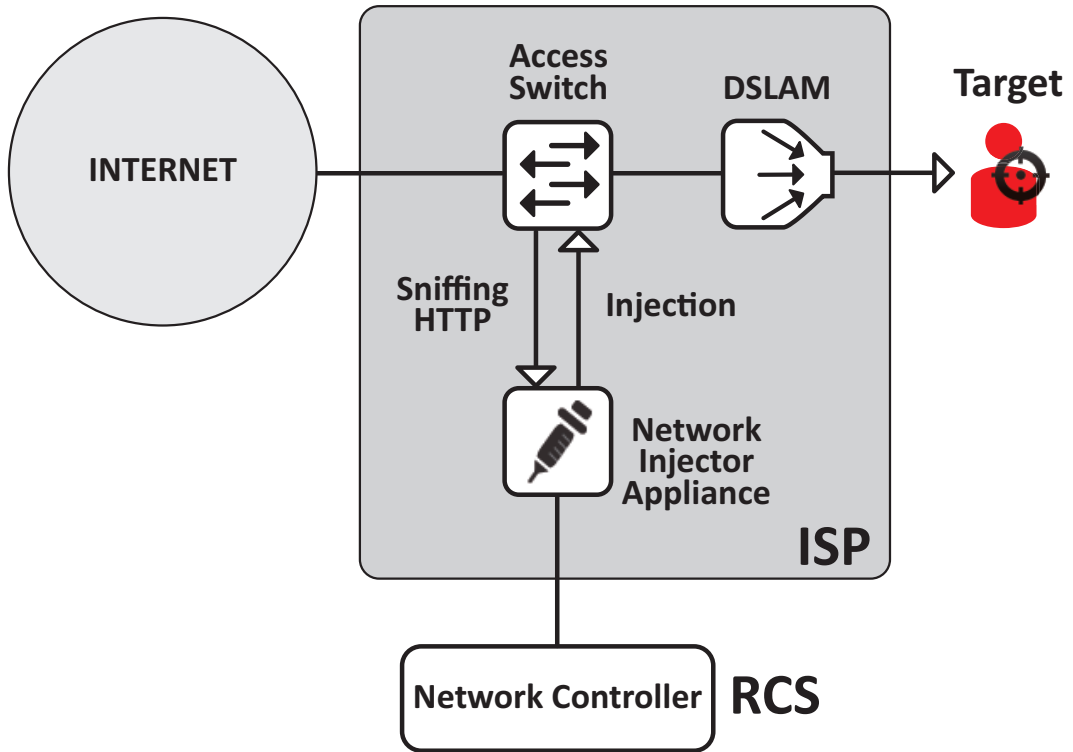 Access
Switch
DSLAM
Target
INTERNET
Sniffing
HTTP
Injection
Network
Injector
Appliance
ISP
Network Controller
RCS